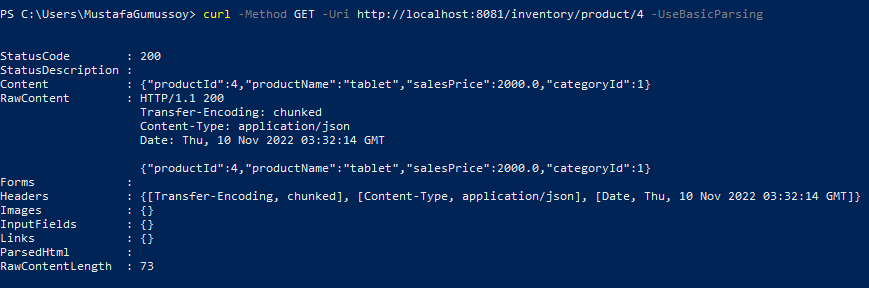 PS C:\Users\MustafaGumussoy> curl -Method GET -Uri http://localhost:8081/inventory/product/4 -UseBasicParsing
StatusCode        : 200
StatusDescription :
Content           : {"productId":4,"productName":"tablet","salesPrice":2000.0,"categoryId":1}
RawContent        : HTTP/1.1 200
                    Transfer-Encoding: chunked
                    Content-Type: application/json
                    Date: Thu, 10 Nov 2022 03:32:14 GMT
                    {"productId":4,"productName":"tablet","salesPrice":2000.0,"categoryId":1}
Forms             :
Headers           : {[Transfer-Encoding, chunked], [Content-Type, application/json], [Date, Thu, 10 Nov 2022 03:32:14 GMT]}
Images            : {}
InputFields       : {}
Links             : {}
ParsedHtml        :
RawContentLength  : 73